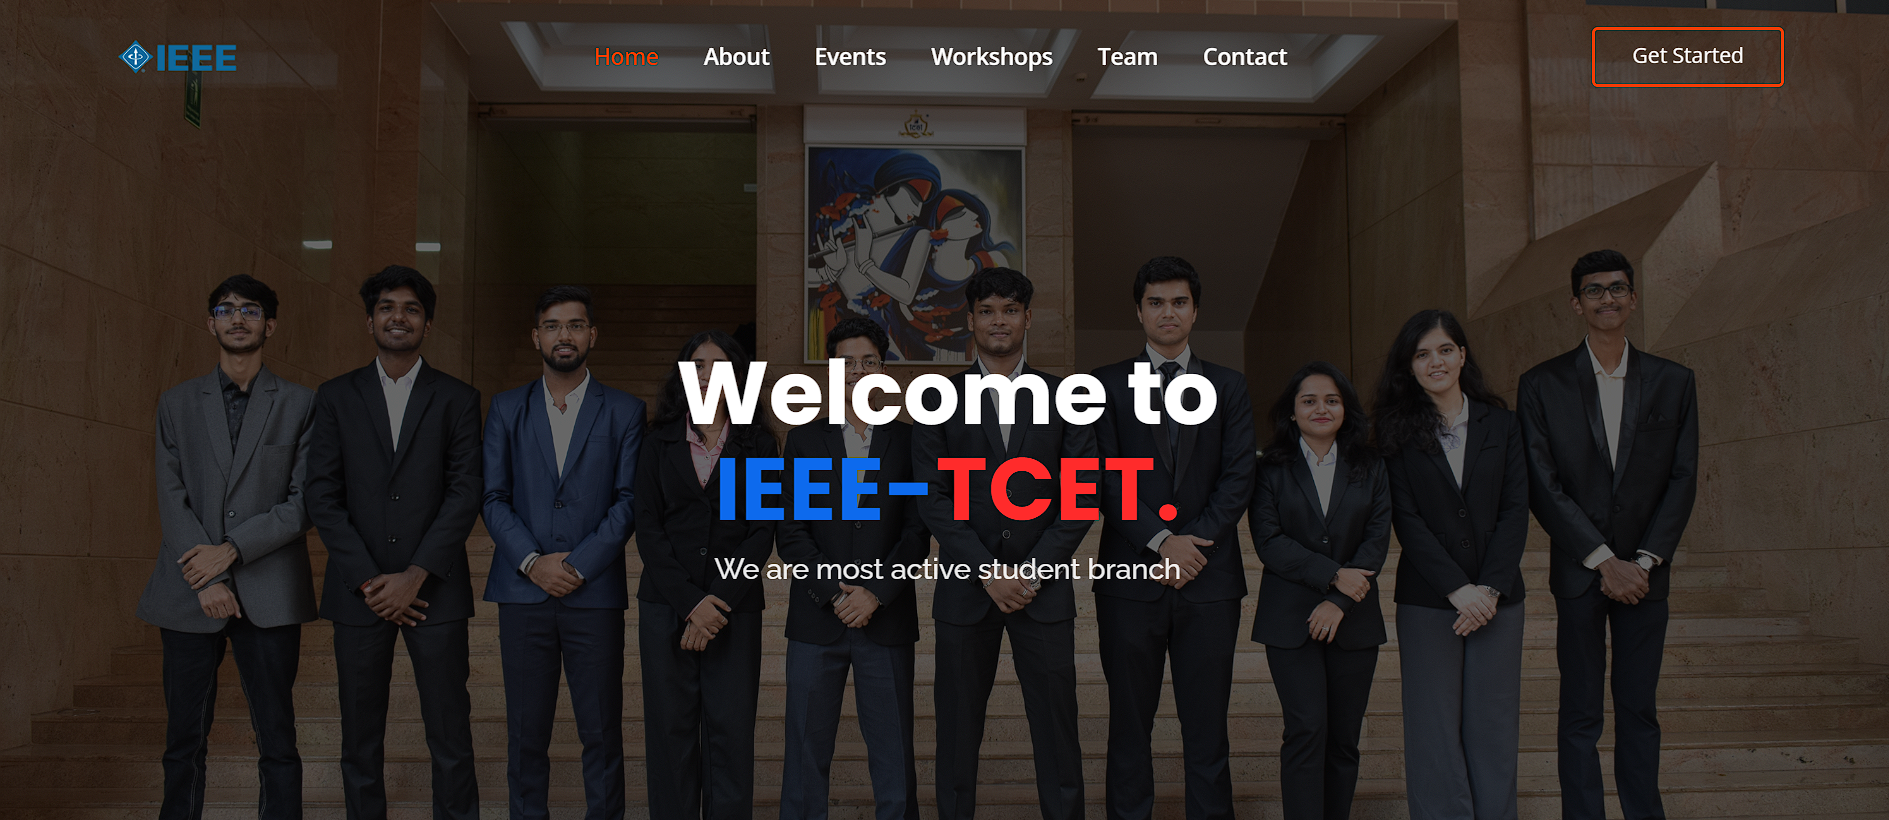 IEEE
Home About Events Workshops Team Contact
Get Started
tcet
Welcome to
IEEE-TCET.
We are most active student branch